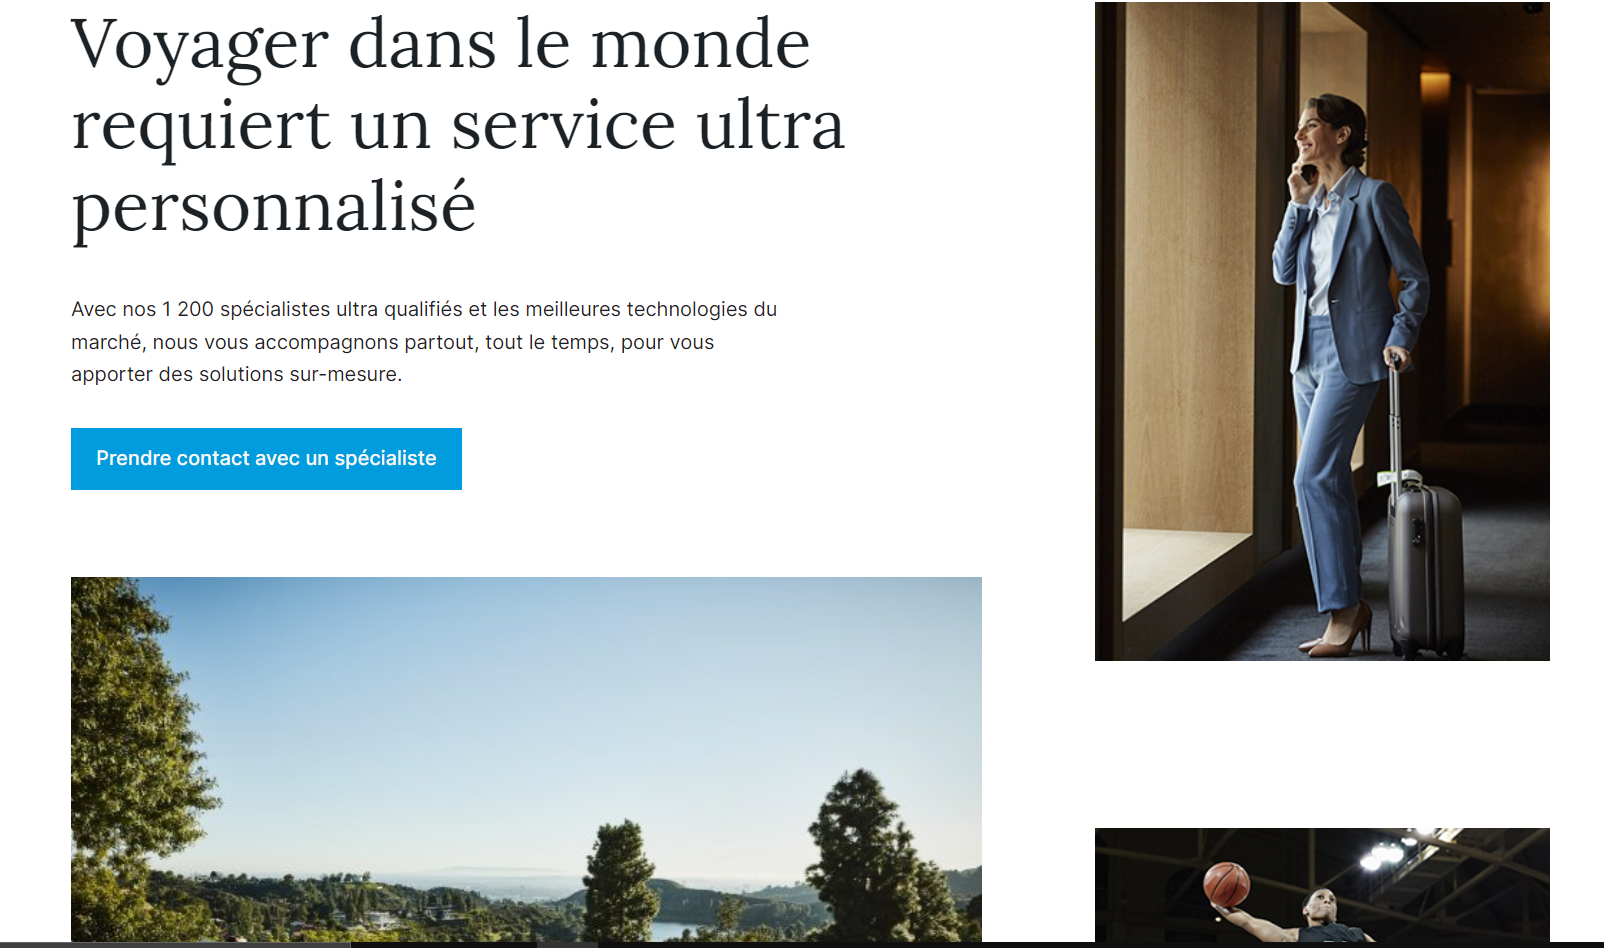 Voyager dans le monde
requiert un service ultra
personnalisé
Avec nos 1 200 spécialistes ultra qualifiés et les meilleures technologies du
marché, nous vous accompagnons partout, tout le temps, pour vous
apporter des solutions sur-mesure.
Prendre contact avec un spécialiste